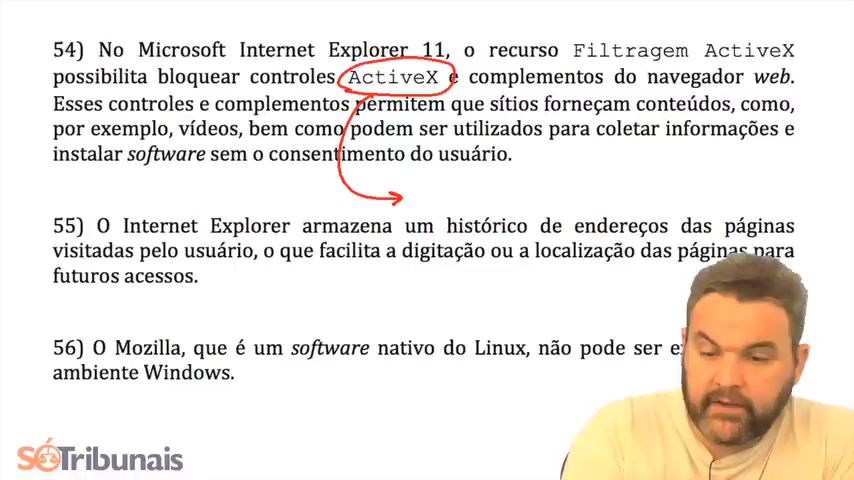 54) No Microsoft Internet Explorer 11, o recurso Filtragem ActiveX
possibilita bloquear controles ActiveX e complementos do navegador web.
Esses controles e complementos permitem que sítios forneçam conteúdos, como,
por exemplo, vídeos, bem como podem ser utilizados para coletar informações e
instalar software sem o consentimento do usuário.
55) O Internet Explorer armazena um histórico de endereços das páginas
visitadas pelo usuário, o que facilita a digitação ou a localização das páginas para
futuros acessos.
56) O Mozilla, que é um software nativo do Linux, não pode ser
ambiente Windows.
SÓTribunais